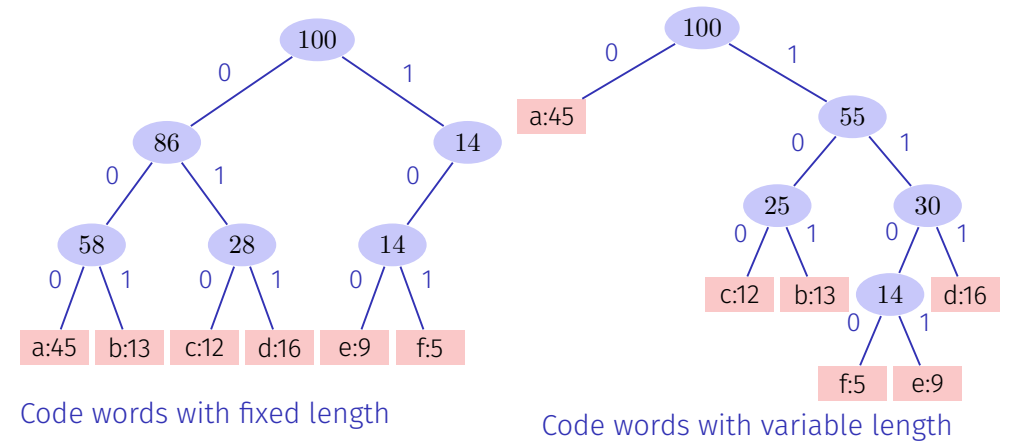 100
0
1
86
14
0
1
0
58
28
14
0
1
0
1
0
1
a:45
b:13
c:12
d:16
e:9
f:5
Code words with fixed length
100
0
1
a:45
55
0
1
25
30
0
1
0
1
c:12
b:13
14
d:16
0
1
f:5
e:9
Code words with variable length